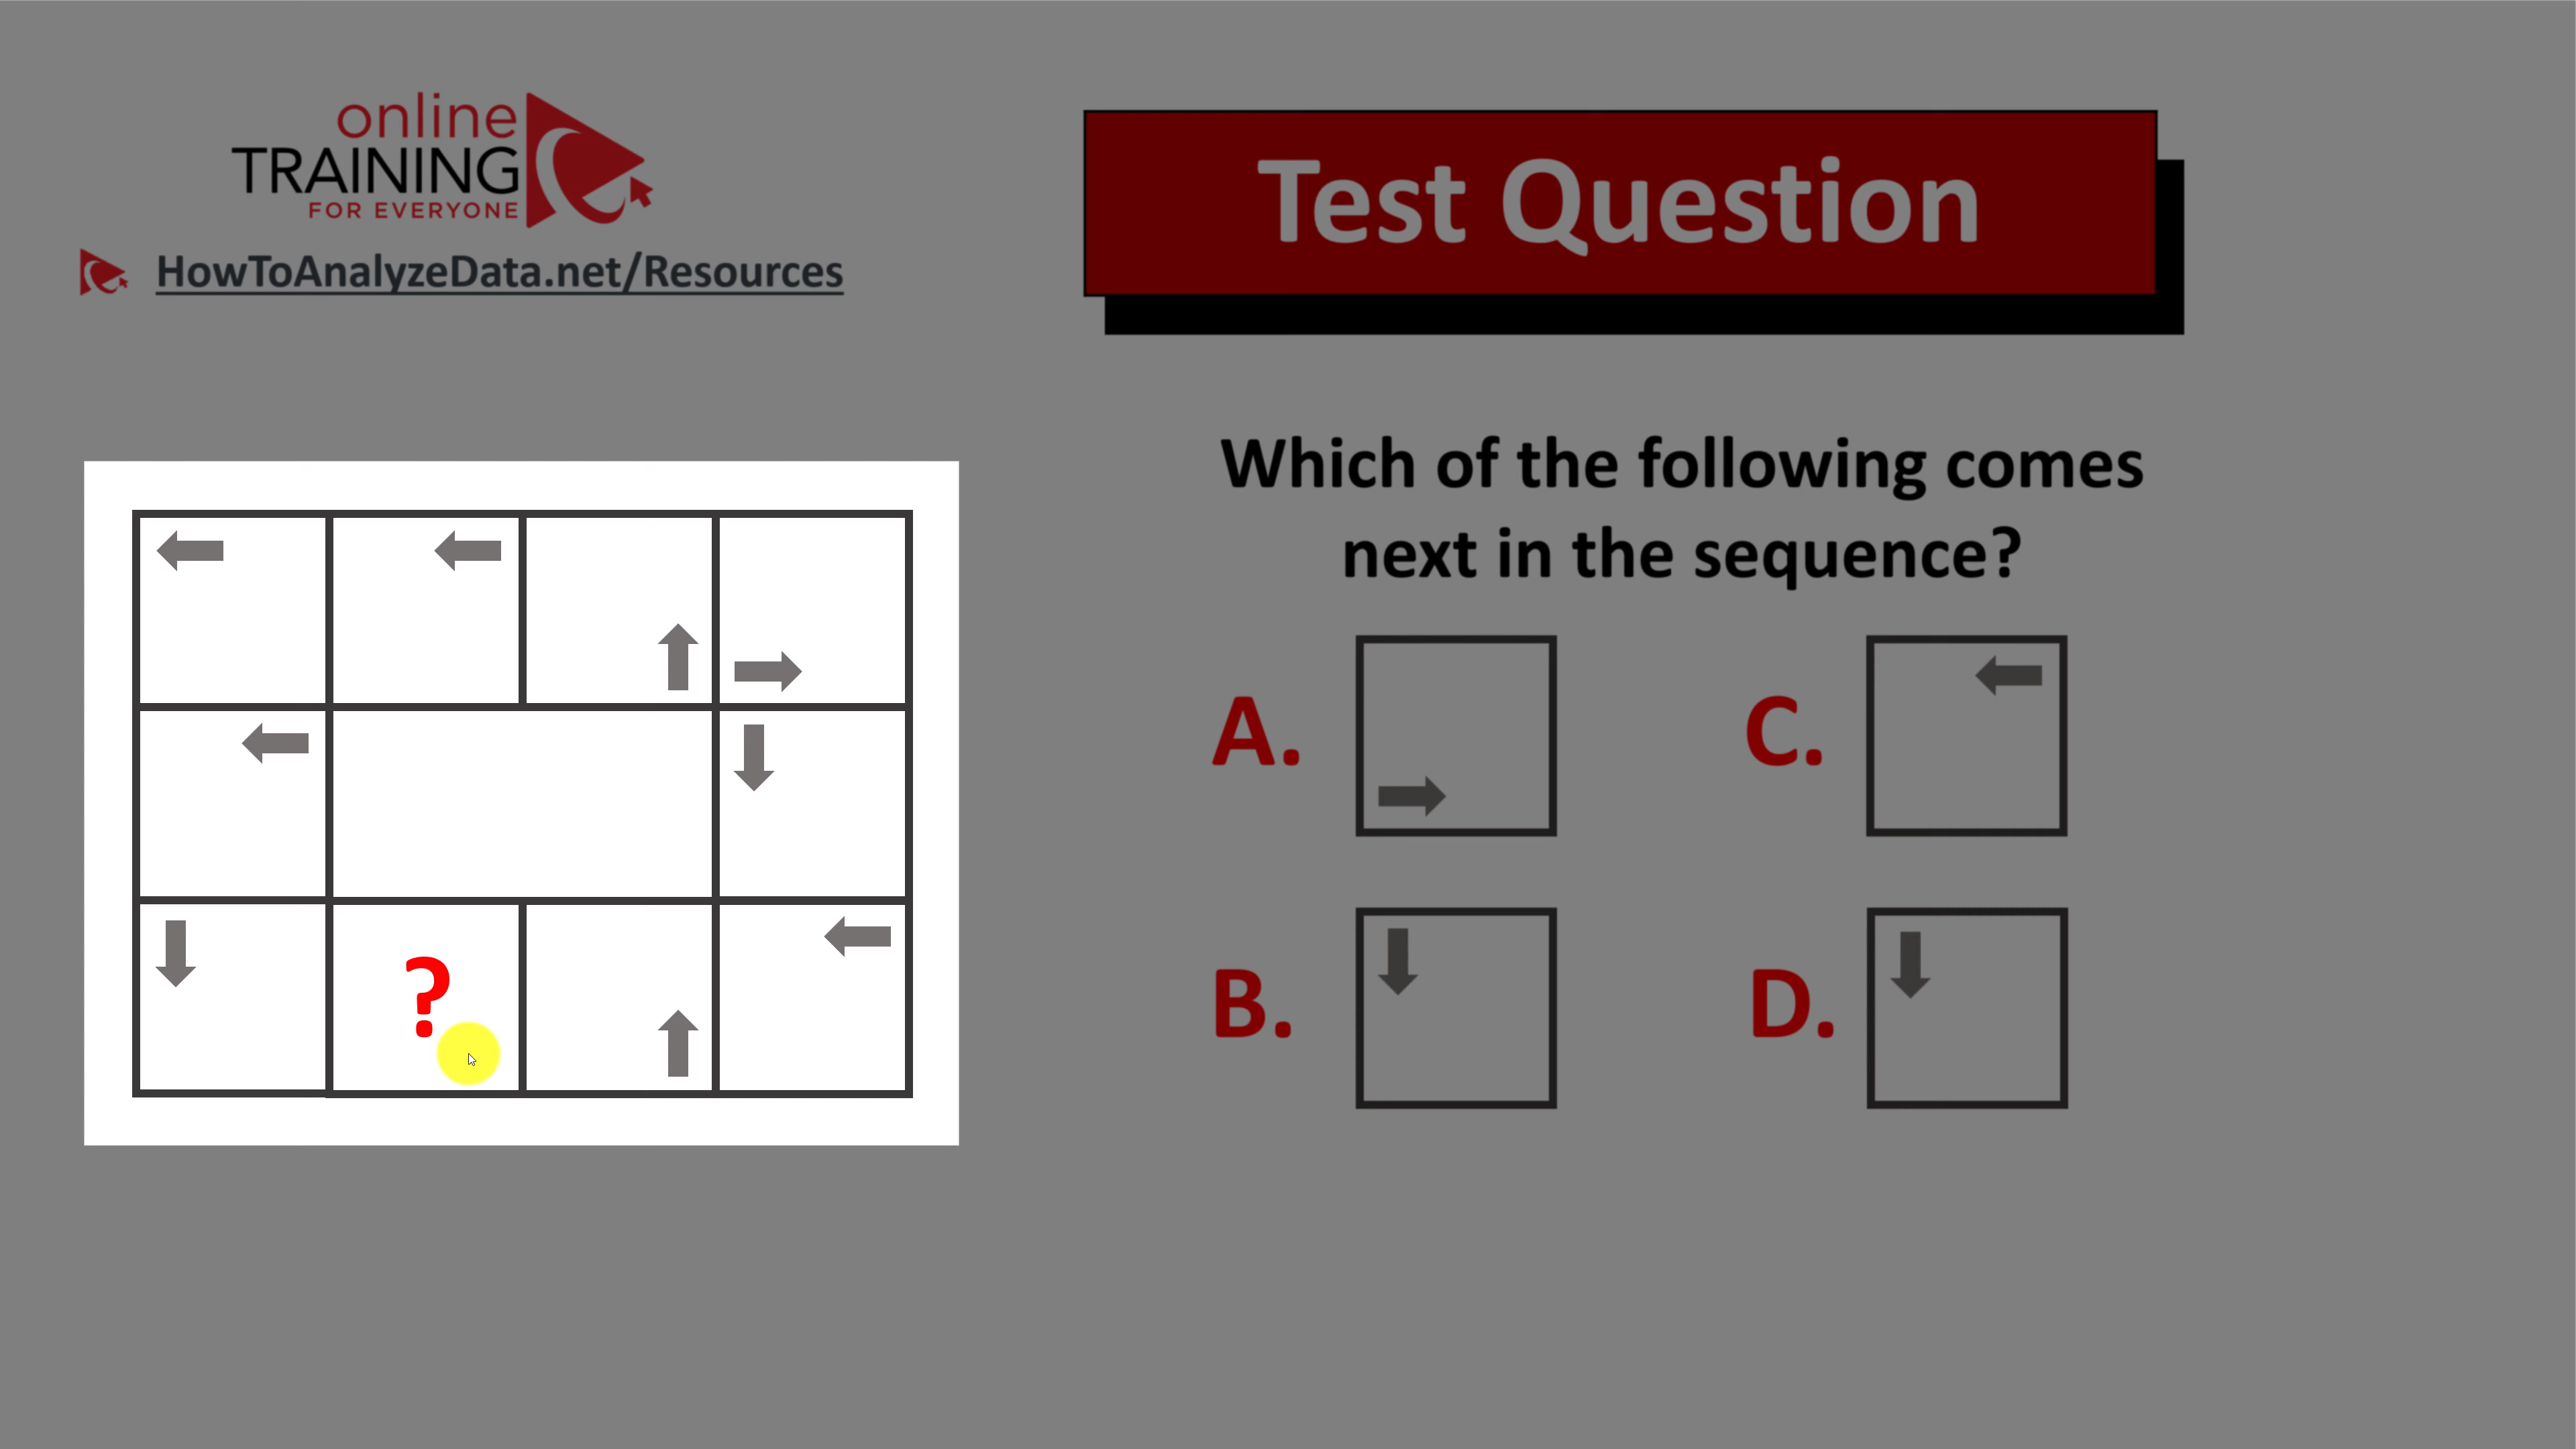 online
TRAINING
FOR EVERYONE
HowToAnalyzeData.net/Resources
Test Question
Which of the following comes
next in the sequence?
A.
C.
?
B.
D.